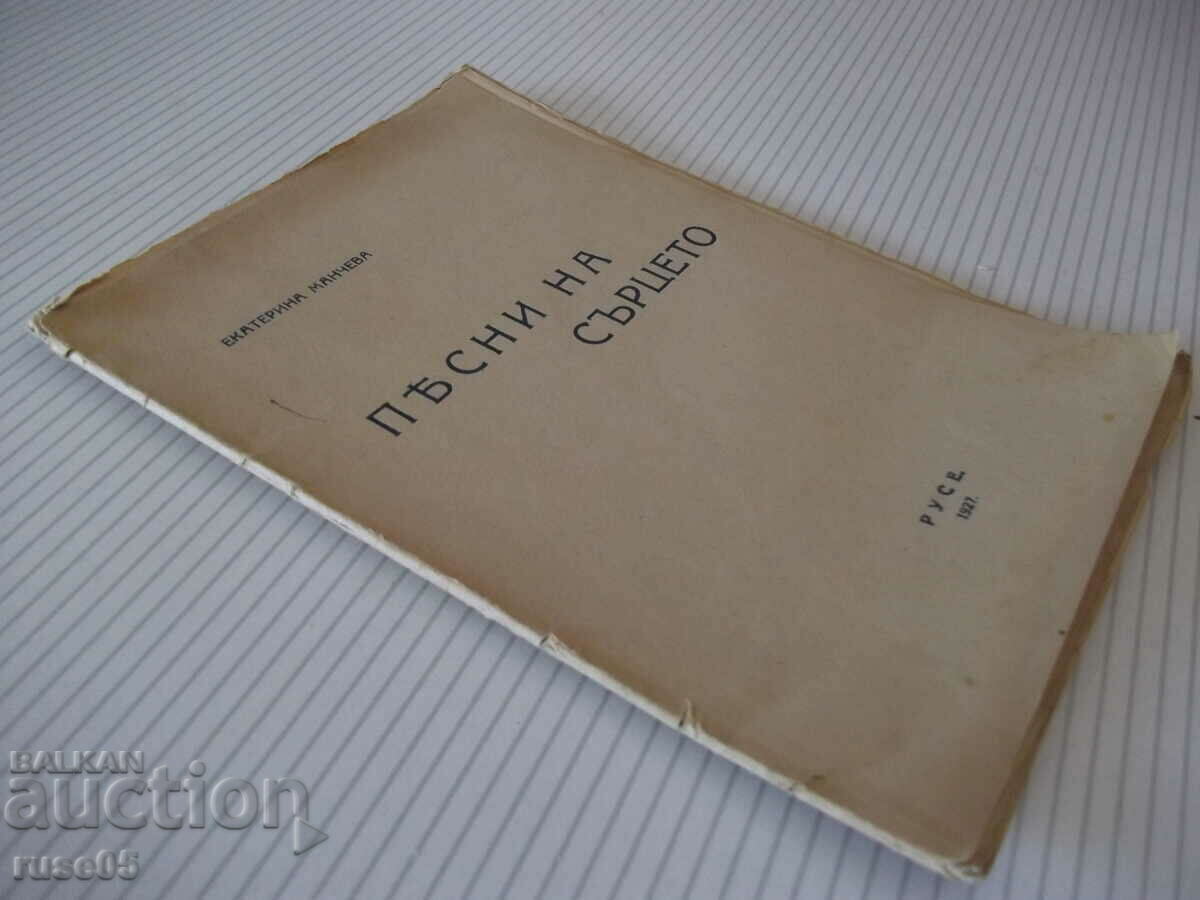 ЕКАТЕРИНА МАНЧЕВА
ПѢСНИ НА
СЪРЦЕТО
РУСЕ.
1927.
BALKAN
auction
ruse05